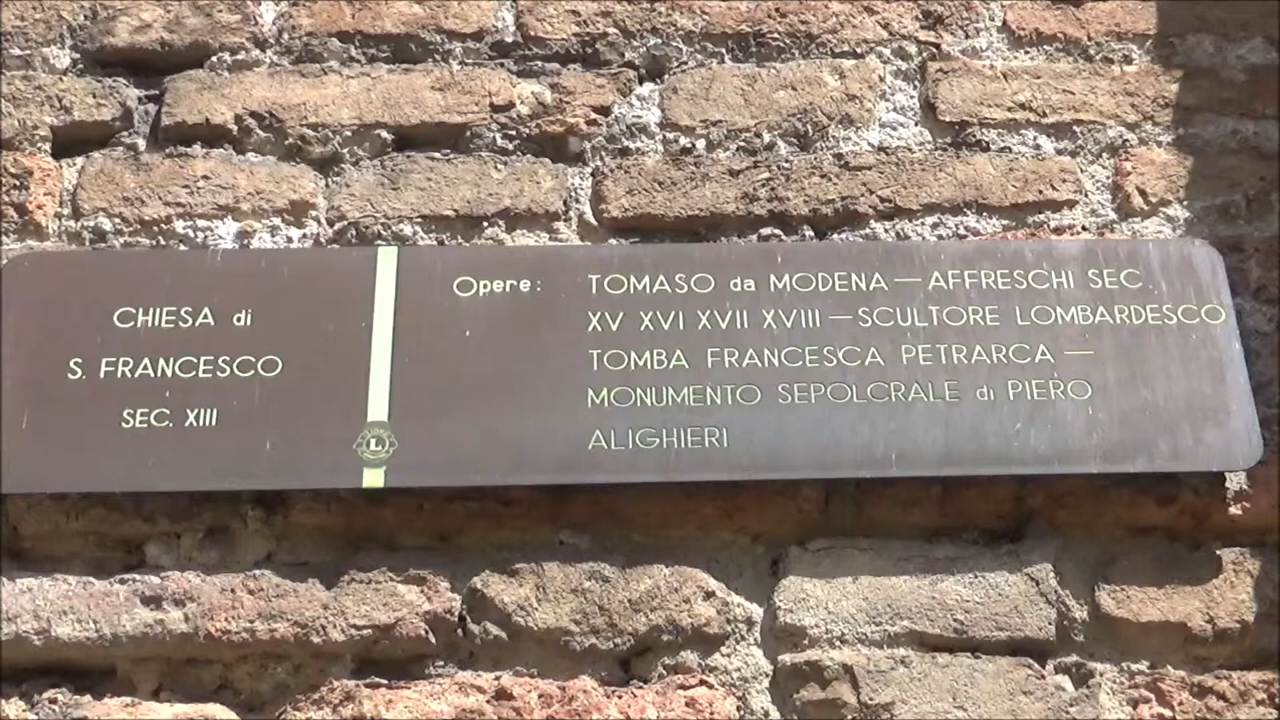 CHIESA di
S. FRANCESCO
SEC. XIII
L
Opere: TOMASO da MODENA — AFFRESCHI SEC.
XV XVI XVII XVIII — SCULTORE LOMBARDESCO
TOMBA FRANCESCA PETRARCA —
MONUMENTO SEPOLCRALE di PIERO
ALIGHIERI